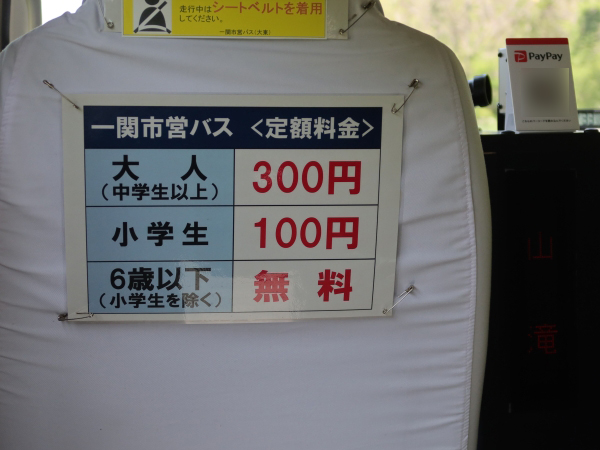 走行中はシートベルトを着用
してください。
一関市営バス(大東)
PayPay
一関市営バス <定額料金>
大 人
(中学生以上)
300円
小学生
100円
6歳以下
(小学生を除く)
無 料
山
滝